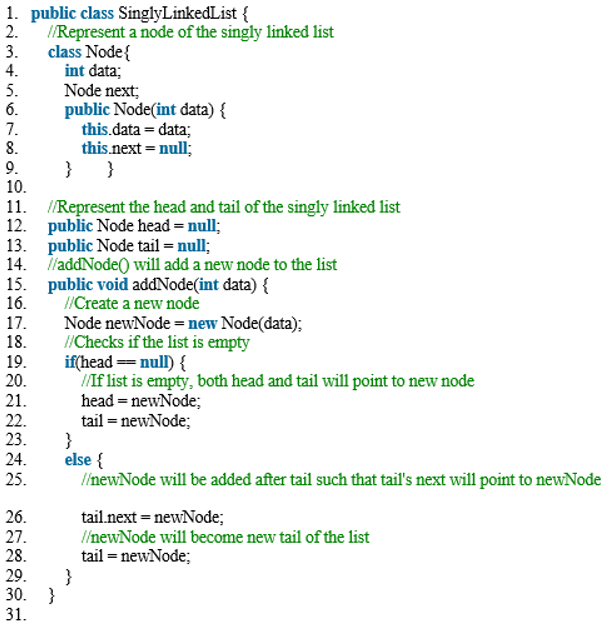 1. public class SinglyLinkedList {
2. //Represent a node of the singly linked list
3. class Node{
4. int data;
5. Node next;
6. public Node(int data) {
7. this.data = data;
8. this.next = null;
9. } }
10.
11. //Represent the head and tail of the singly linked list
12. public Node head = null;
13. public Node tail = null;
14. //addNode() will add a new node to the list
15. public void addNode(int data) {
16. //Create a new node
17. Node newNode = new Node(data);
18. //Checks if the list is empty
19. if(head == null) {
20. //If list is empty, both head and tail will point to new node
21. head = newNode;
22. tail = newNode;
23. }
24. else {
25. //newNode will be added after tail such that tail's next will point to newNode
26. tail.next = newNode;
27. //newNode will become new tail of the list
28. tail = newNode;
29. }
30. }
31.